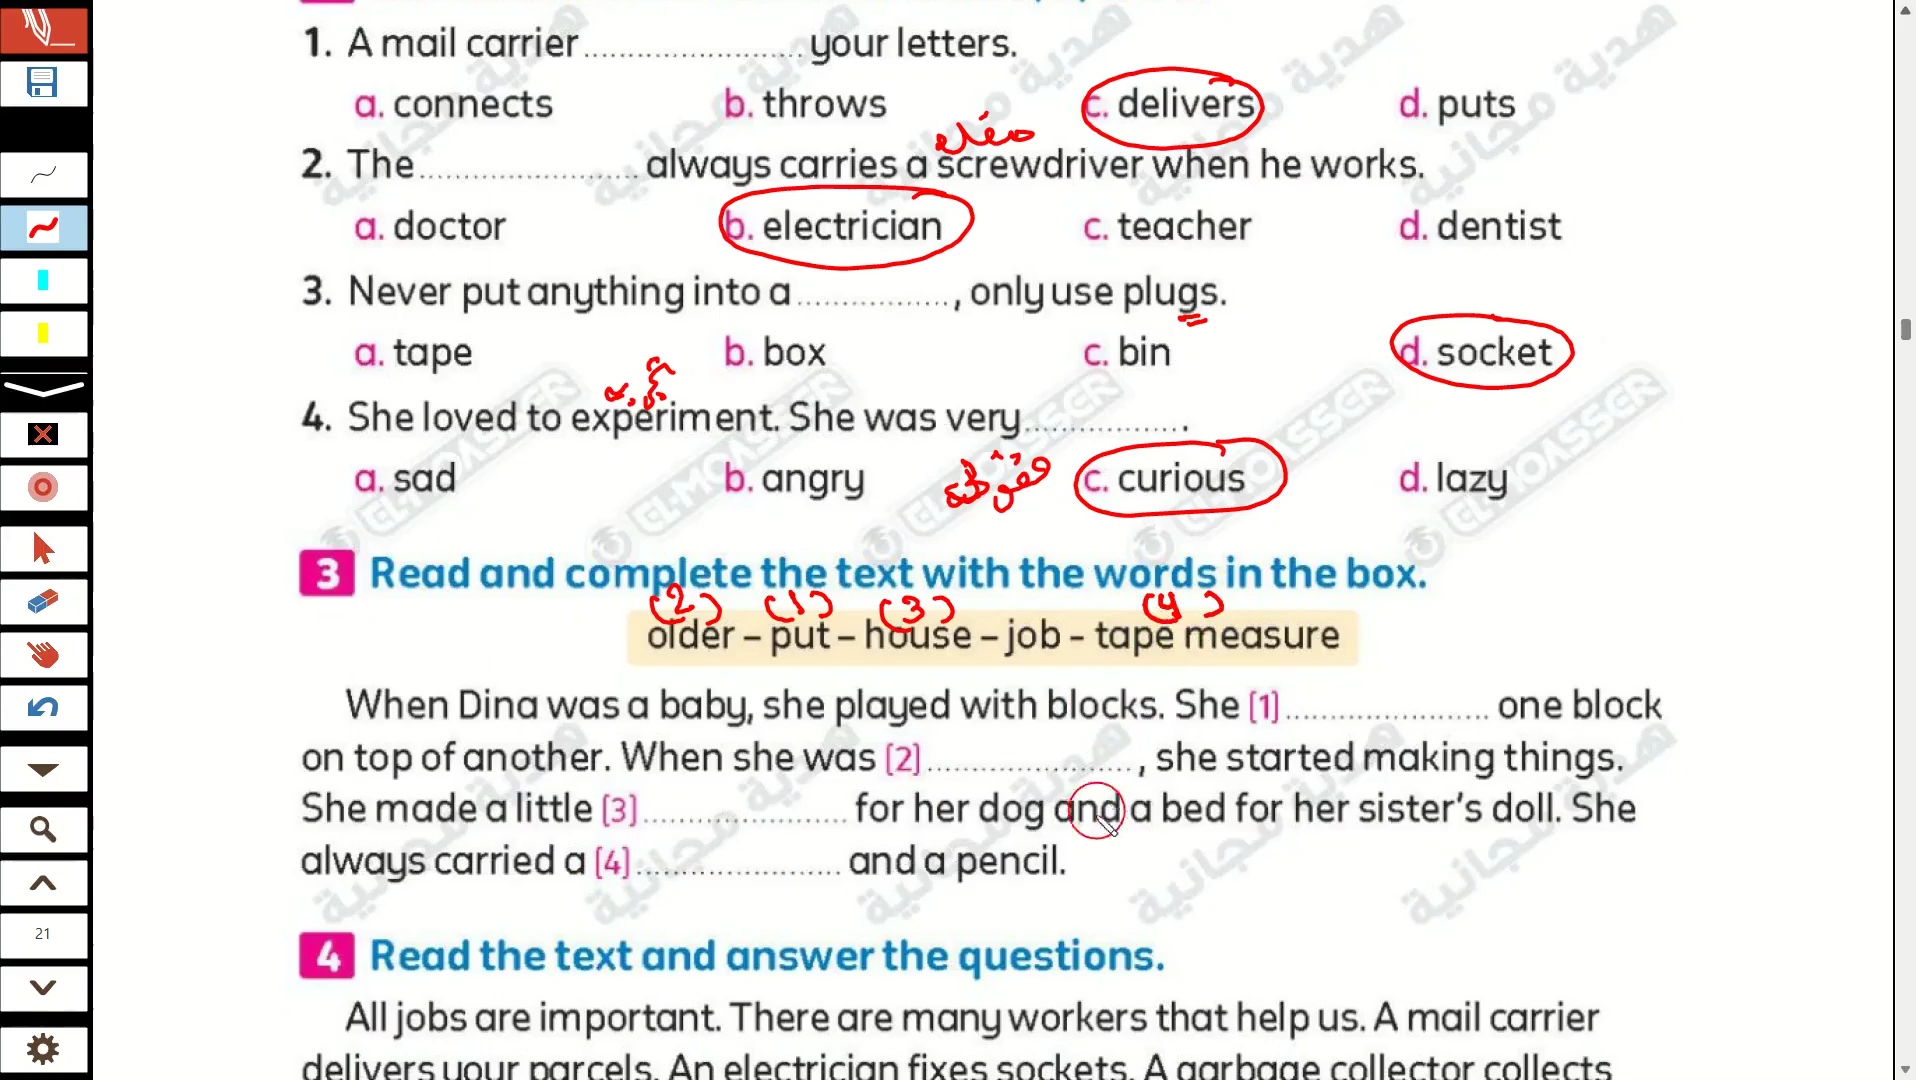 1. A mail carrier ........................ your letters.
a. connects b. throws c. delivers d. puts
مفك
2. The ........................ always carries a screwdriver when he works.
a. doctor b. electrician c. teacher d. dentist
3. Never put anything into a ................, only use plugs.
a. tape b. box c. bin d. socket
4. She loved to experiment. She was very ................ .
a. sad b. angry c. curious d. lazy
3 Read and complete the text with the words in the box.
(2) (1) (3) (4)
older – put – house – job – tape measure
When Dina was a baby, she played with blocks. She [1] ...................... one block
on top of another. When she was [2] ......................, she started making things.
She made a little [3] ...................... for her dog and a bed for her sister's doll. She
always carried a [4] ...................... and a pencil.
4 Read the text and answer the questions.
All jobs are important. There are many workers that help us. A mail carrier
delivers your parcels. An electrician fixes sockets. A garbage collector collects
هدية مجانية
ELMOASSER
21